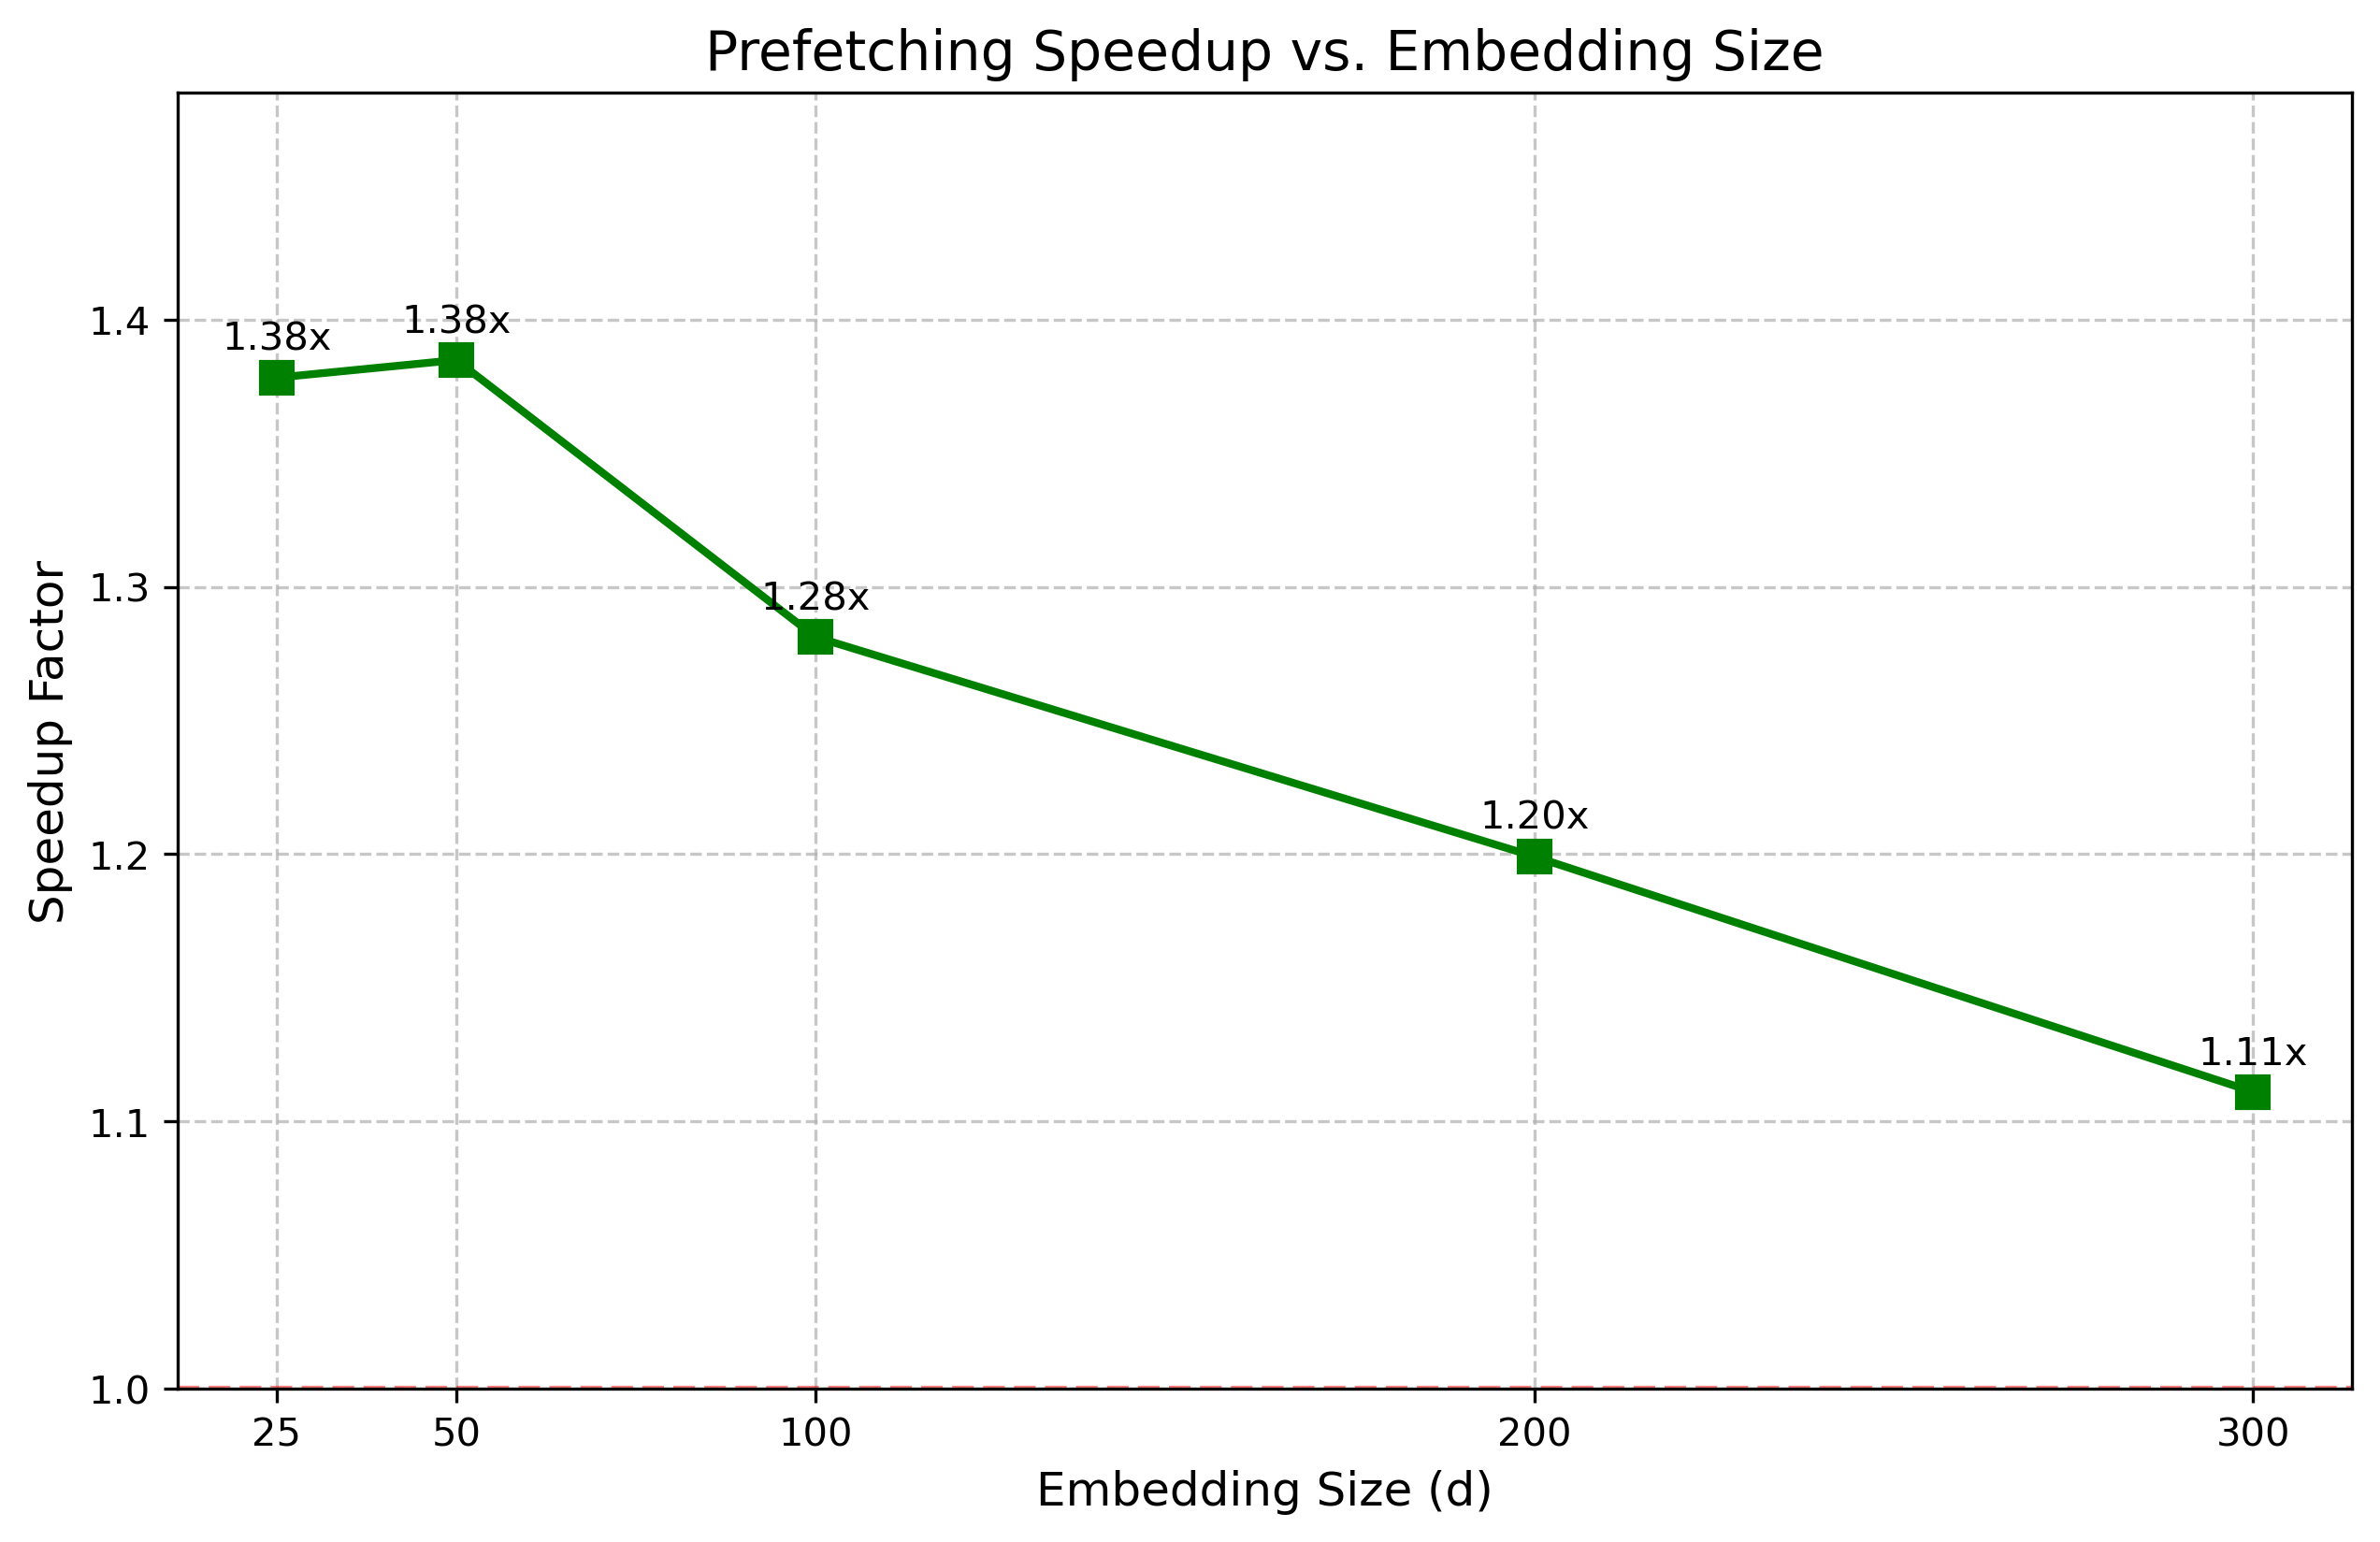 Prefetching Speedup vs. Embedding Size
Speedup Factor
1.4
1.3
1.2
1.1
1.0
1.38x
1.38x
1.28x
1.20x
1.11x
25
50
100
200
300
Embedding Size (d)